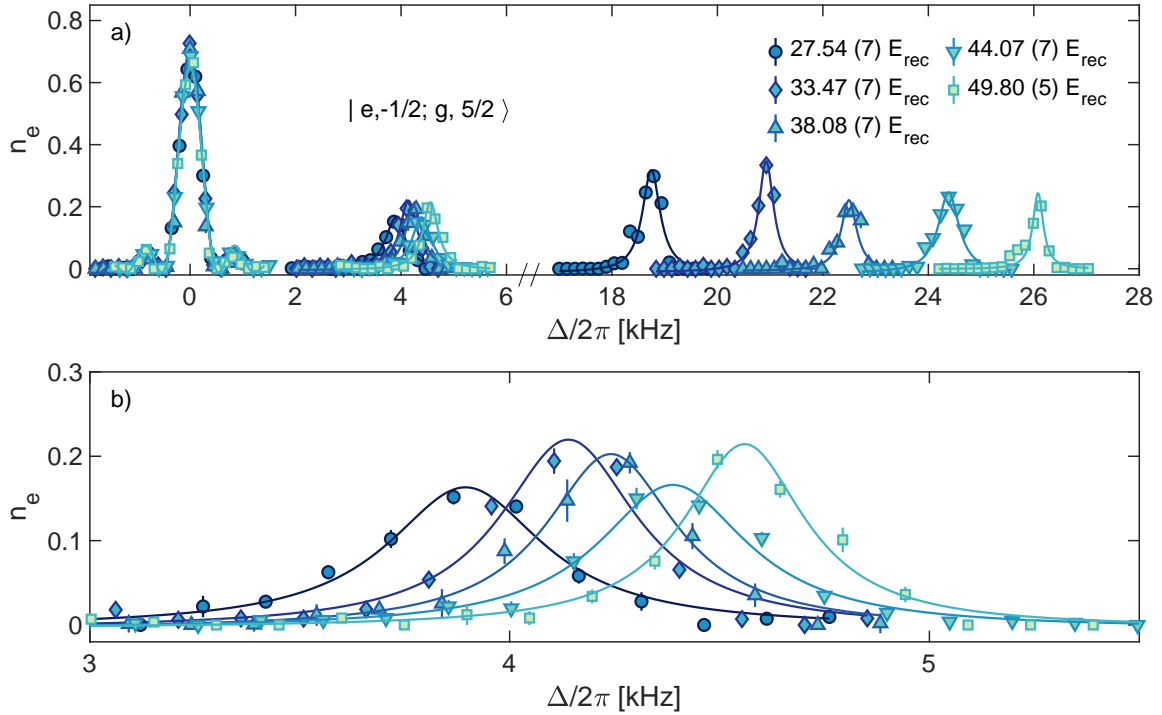 a)
| e,-1/2; g, 5/2 ⟩
27.54 (7) E_rec
33.47 (7) E_rec
38.08 (7) E_rec
44.07 (7) E_rec
49.80 (5) E_rec
n_e
0.8
0.6
0.4
0.2
0
0 2 4 6 // 18 20 22 24 26 28
Δ/2π [kHz]
b)
n_e
0.3
0.2
0.1
0
3 4 5
Δ/2π [kHz]